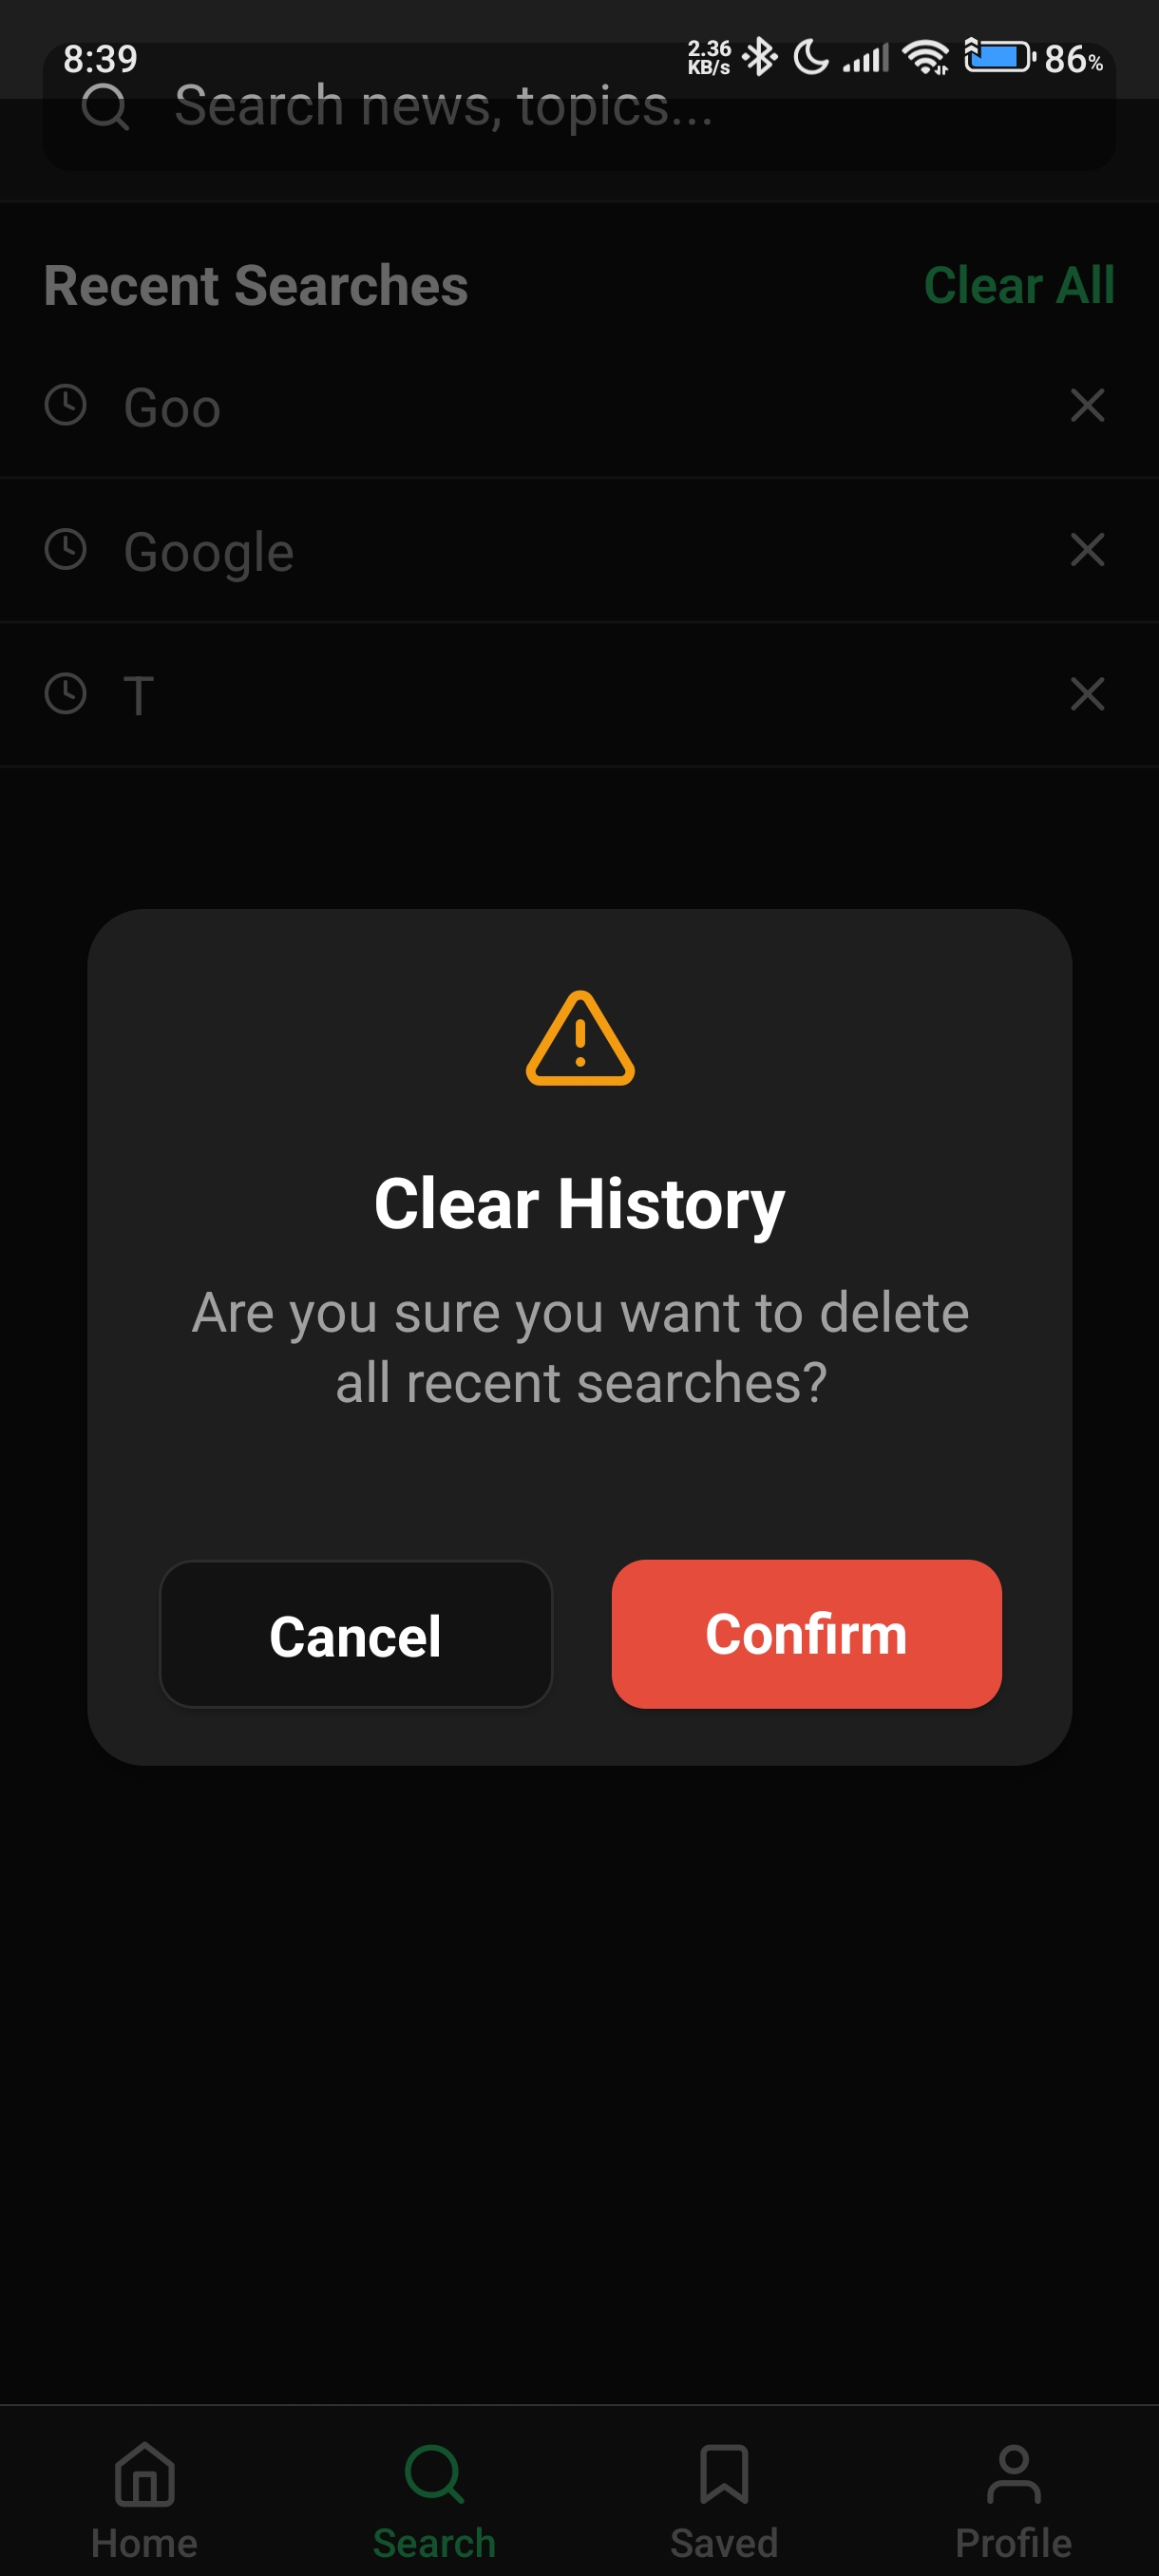 8:39
2.36
KB/s
86%
Search news, topics...
Recent Searches
Clear All
Goo
Google
T
Clear History
Are you sure you want to delete
all recent searches?
Cancel
Confirm
Home
Search
Saved
Profile